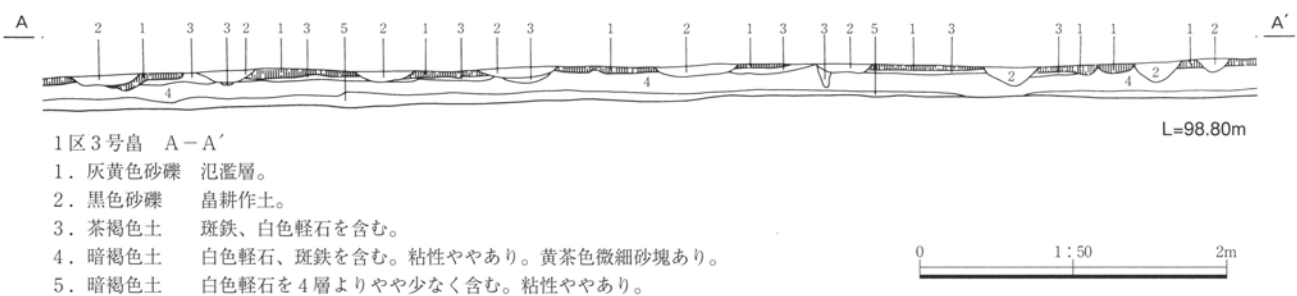 A A′
2 1 3 3 2 1 3 5 2 1 3 2 3 1 2 1 3 3 2 5 1 3 3 1 1 1 2
4 4 2 4 2
L=98.80m
1区3号畠 A－A′
1．灰黄色砂礫 氾濫層。
2．黒色砂礫 畠耕作土。
3．茶褐色土 斑鉄、白色軽石を含む。
4．暗褐色土 白色軽石、斑鉄を含む。粘性ややあり。黄茶色微細砂塊あり。
5．暗褐色土 白色軽石を4層よりやや少なく含む。粘性ややあり。
0 1：50 2m